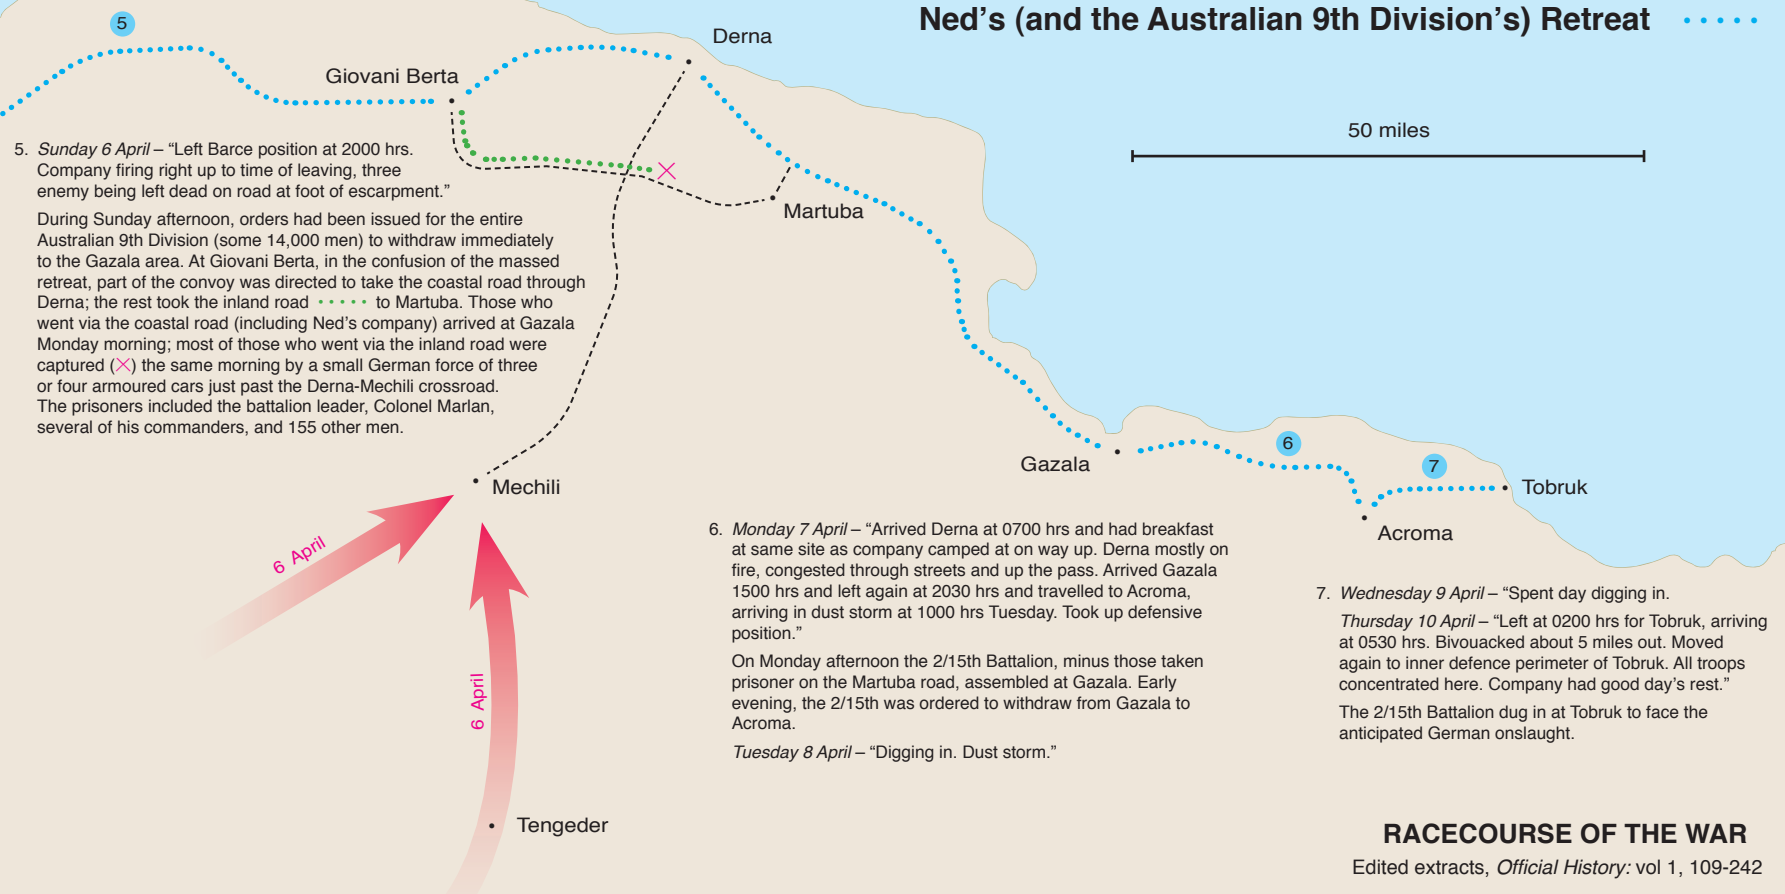 Ned's (and the Australian 9th Division's) Retreat
5
Derna
Giovani Berta
50 miles
5. Sunday 6 April – “Left Barce position at 2000 hrs.
Company firing right up to time of leaving, three
enemy being left dead on road at foot of escarpment.”
During Sunday afternoon, orders had been issued for the entire
Australian 9th Division (some 14,000 men) to withdraw immediately
to the Gazala area. At Giovani Berta, in the confusion of the massed
retreat, part of the convoy was directed to take the coastal road through
Derna; the rest took the inland road ····· to Martuba. Those who
went via the coastal road (including Ned's company) arrived at Gazala
Monday morning; most of those who went via the inland road were
captured (×) the same morning by a small German force of three
or four armoured cars just past the Derna-Mechili crossroad.
The prisoners included the battalion leader, Colonel Marlan,
several of his commanders, and 155 other men.
Martuba
Gazala
6
7
Tobruk
Acroma
Mechili
6 April
6 April
Tengeder
6. Monday 7 April – “Arrived Derna at 0700 hrs and had breakfast
at same site as company camped at on way up. Derna mostly on
fire, congested through streets and up the pass. Arrived Gazala
1500 hrs and left again at 2030 hrs and travelled to Acroma,
arriving in dust storm at 1000 hrs Tuesday. Took up defensive
position.”
On Monday afternoon the 2/15th Battalion, minus those taken
prisoner on the Martuba road, assembled at Gazala. Early
evening, the 2/15th was ordered to withdraw from Gazala to
Acroma.
Tuesday 8 April – “Digging in. Dust storm.”
7. Wednesday 9 April – “Spent day digging in.
Thursday 10 April – “Left at 0200 hrs for Tobruk, arriving
at 0530 hrs. Bivouacked about 5 miles out. Moved
again to inner defence perimeter of Tobruk. All troops
concentrated here. Company had good day's rest.”
The 2/15th Battalion dug in at Tobruk to face the
anticipated German onslaught.
RACECOURSE OF THE WAR
Edited extracts, Official History: vol 1, 109-242